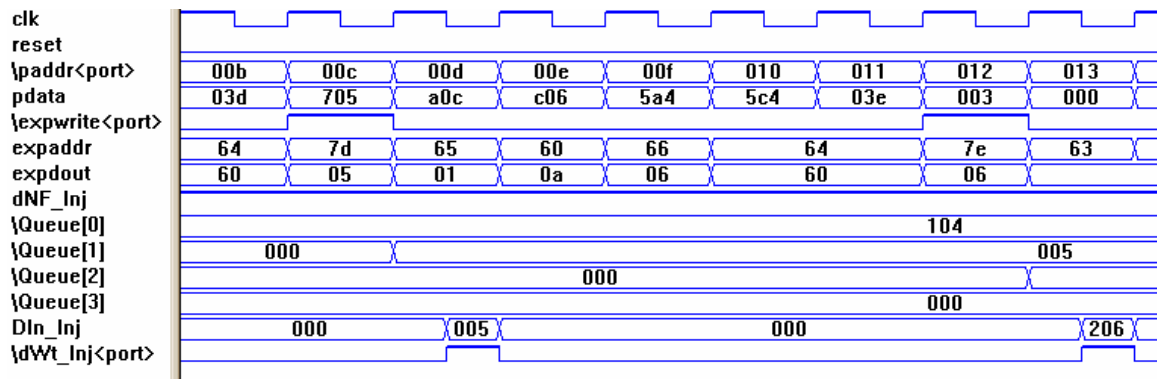 clk
reset
\paddr<port> 00b 00c 00d 00e 00f 010 011 012 013
pdata 03d 705 a0c c06 5a4 5c4 03e 003 000
\expwrite<port>
expaddr 64 7d 65 60 66 64 7e 63
expdout 60 05 01 0a 06 60 06
dNF_Inj
\Queue[0] 104
\Queue[1] 000 005
\Queue[2] 000
\Queue[3] 000
DIn_Inj 000 005 000 206
\dWt_Inj<port>